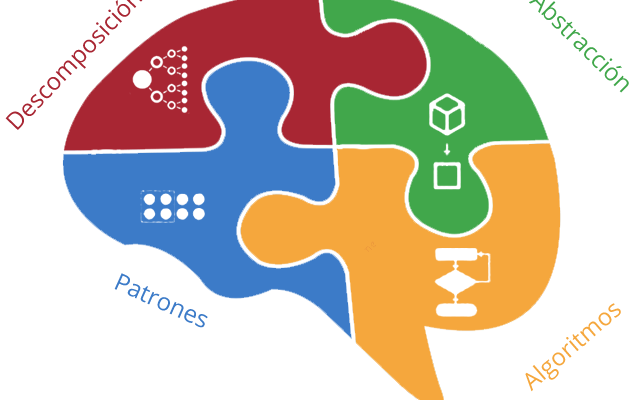 Descomposición
Abstracción
Patrones
Algoritmos